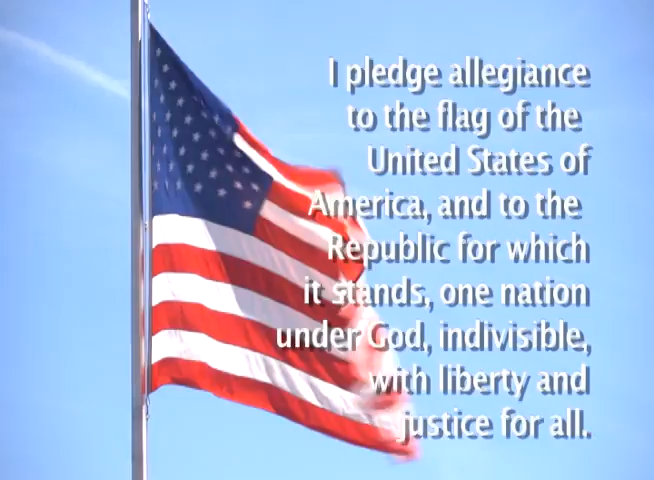 I pledge allegiance
to the flag of the
United States of
America, and to the
Republic for which
it stands, one nation
under God, indivisible,
with liberty and
justice for all.